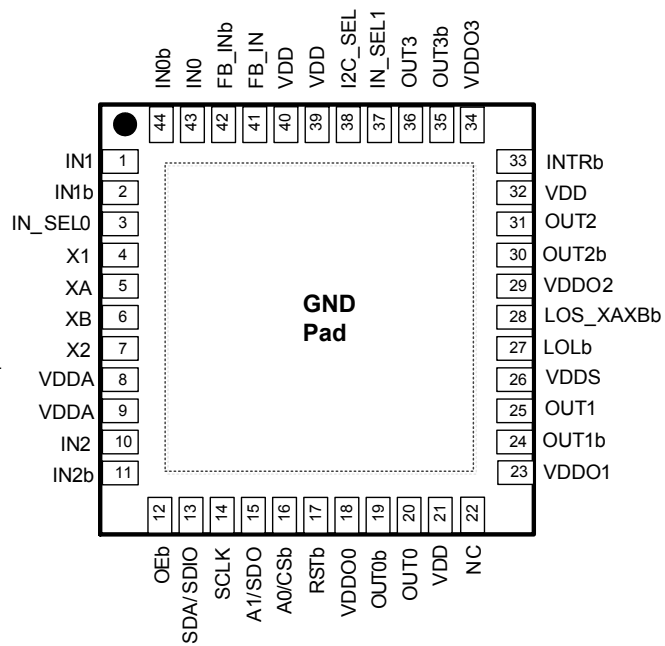 IN0b
IN0
FB_INb
FB_IN
VDD
VDD
I2C_SEL
IN_SEL1
OUT3
OUT3b
VDDO3
44
43
42
41
40
39
38
37
36
35
34
IN1 1
IN1b 2
IN_SEL0 3
X1 4
XA 5
XB 6
X2 7
VDDA 8
VDDA 9
IN2 10
IN2b 11
GND
Pad
33 INTRb
32 VDD
31 OUT2
30 OUT2b
29 VDDO2
28 LOS_XAXBb
27 LOLb
26 VDDS
25 OUT1
24 OUT1b
23 VDDO1
12
13
14
15
16
17
18
19
20
21
22
OEb
SDA/SDIO
SCLK
A1/SDO
A0/CSb
RSTb
VDDO0
OUT0b
OUT0
VDD
NC